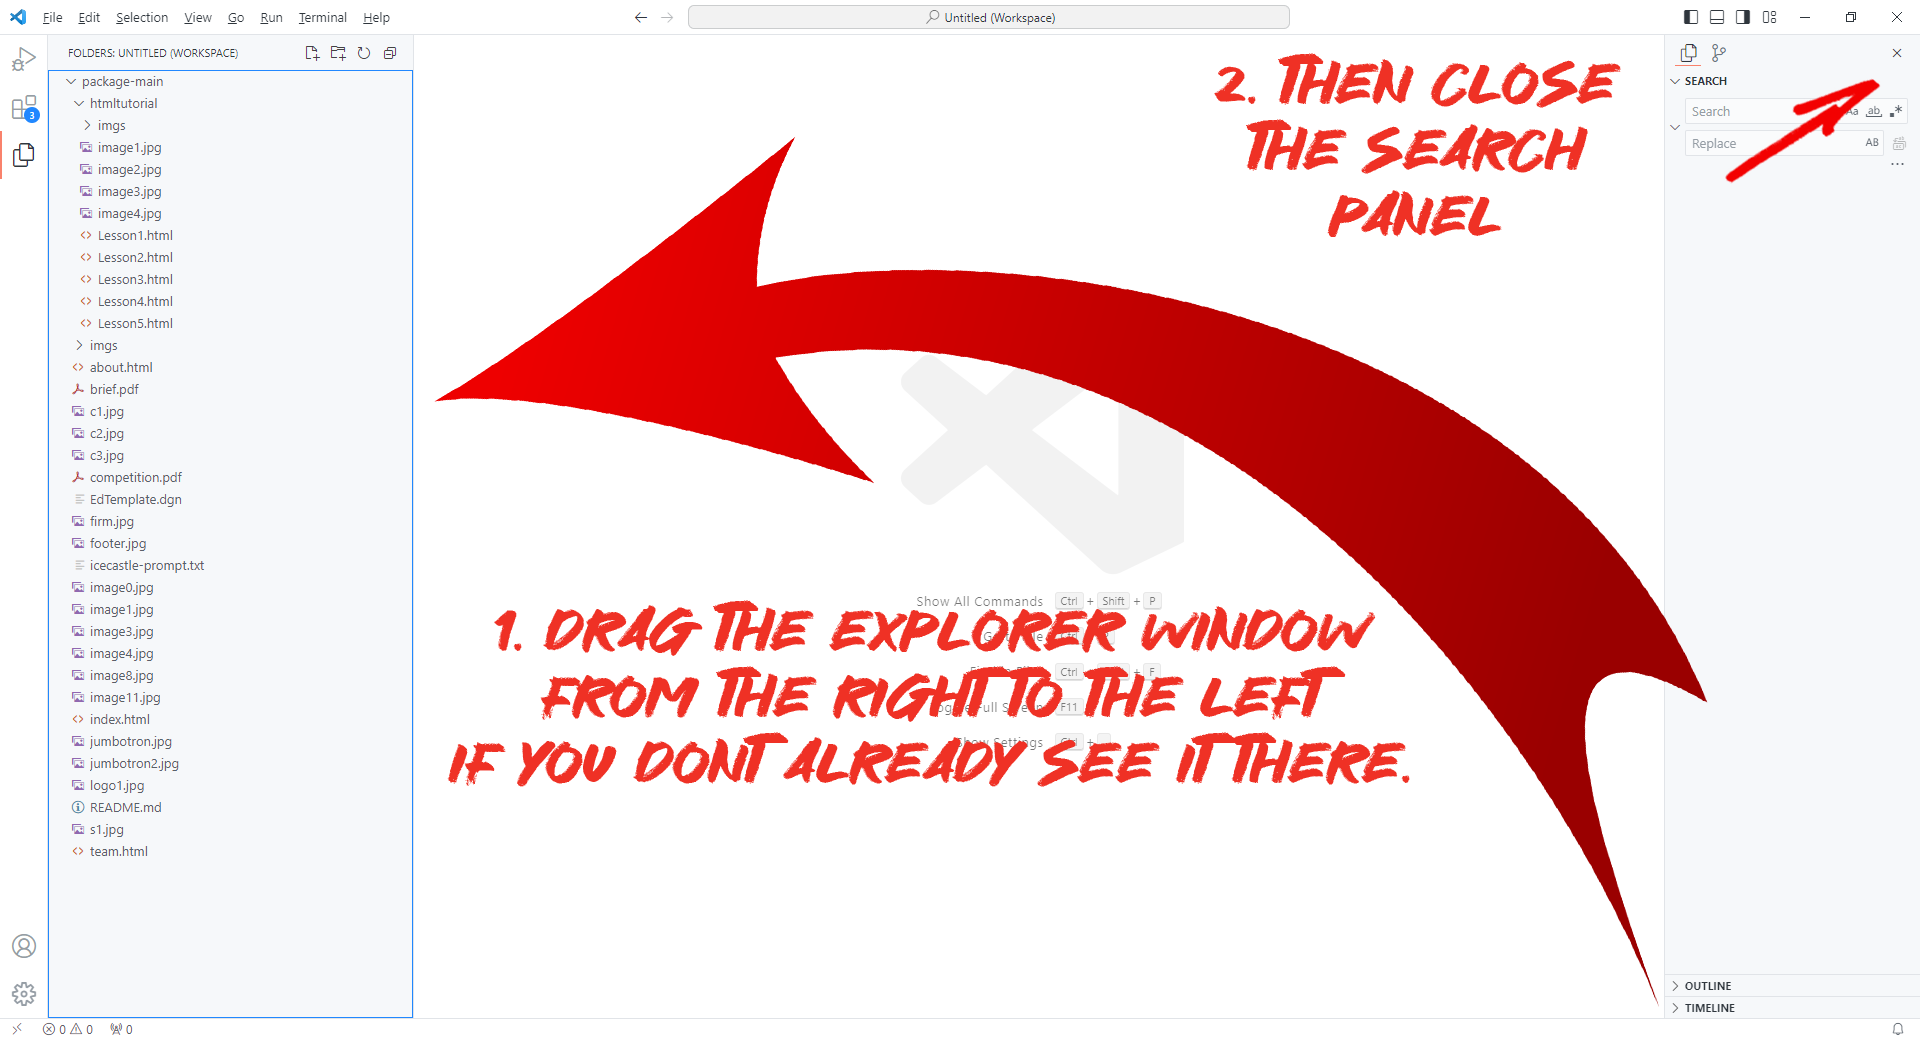 File Edit Selection View Go Run Terminal Help
Untitled (Workspace)
FOLDERS: UNTITLED (WORKSPACE)
3
package-main
htmltutorial
imgs
image1.jpg
image2.jpg
image3.jpg
image4.jpg
Lesson1.html
Lesson2.html
Lesson3.html
Lesson4.html
Lesson5.html
imgs
about.html
brief.pdf
c1.jpg
c2.jpg
c3.jpg
competition.pdf
EdTemplate.dgn
firm.jpg
footer.jpg
icecastle-prompt.txt
image0.jpg
image1.jpg
image3.jpg
image4.jpg
image8.jpg
image11.jpg
index.html
jumbotron.jpg
jumbotron2.jpg
logo1.jpg
README.md
s1.jpg
team.html
2. THEN CLOSE
THE SEARCH
PANEL
Show All Commands Ctrl + Shift + P
1. DRAG THE EXPLORER WINDOW
Ctrl + F
FROM THE RIGHT TO THE LEFT
Full F11
Show Settings Ctrl +
IF YOU DONT ALREADY SEE IT THERE.
SEARCH
Search Aa ab .*
Replace AB
OUTLINE
TIMELINE
0 0 0